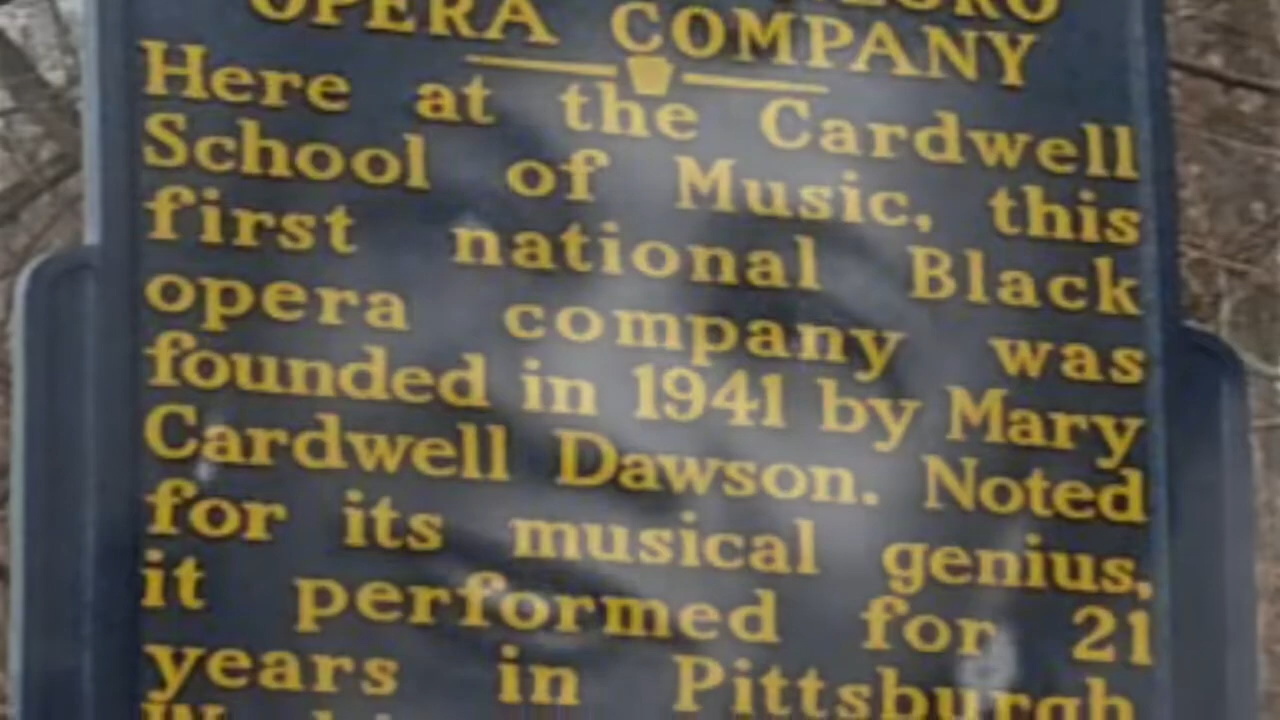 OPERA COMPANY
Here at the Cardwell
School of Music, this
first national Black
opera company was
founded in 1941 by Mary
Cardwell Dawson. Noted
for its musical genius,
it performed for 21
years in Pittsburgh